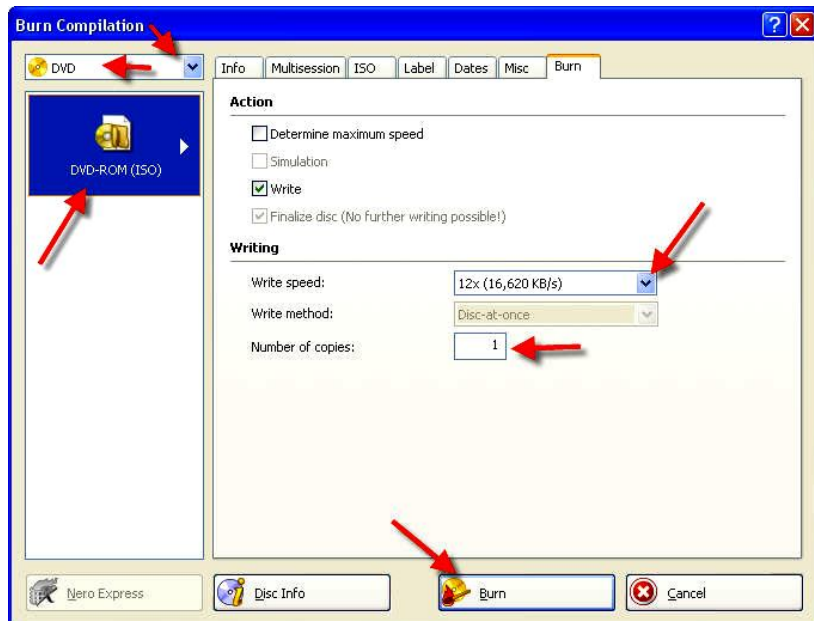 Burn Compilation
DVD
DVD-ROM (ISO)
Info Multisession ISO Label Dates Misc Burn
Action
Determine maximum speed
Simulation
Write
Finalize disc (No further writing possible!)
Writing
Write speed: 12x (16,620 KB/s)
Write method: Disc-at-once
Number of copies: 1
Nero Express Disc Info Burn Cancel